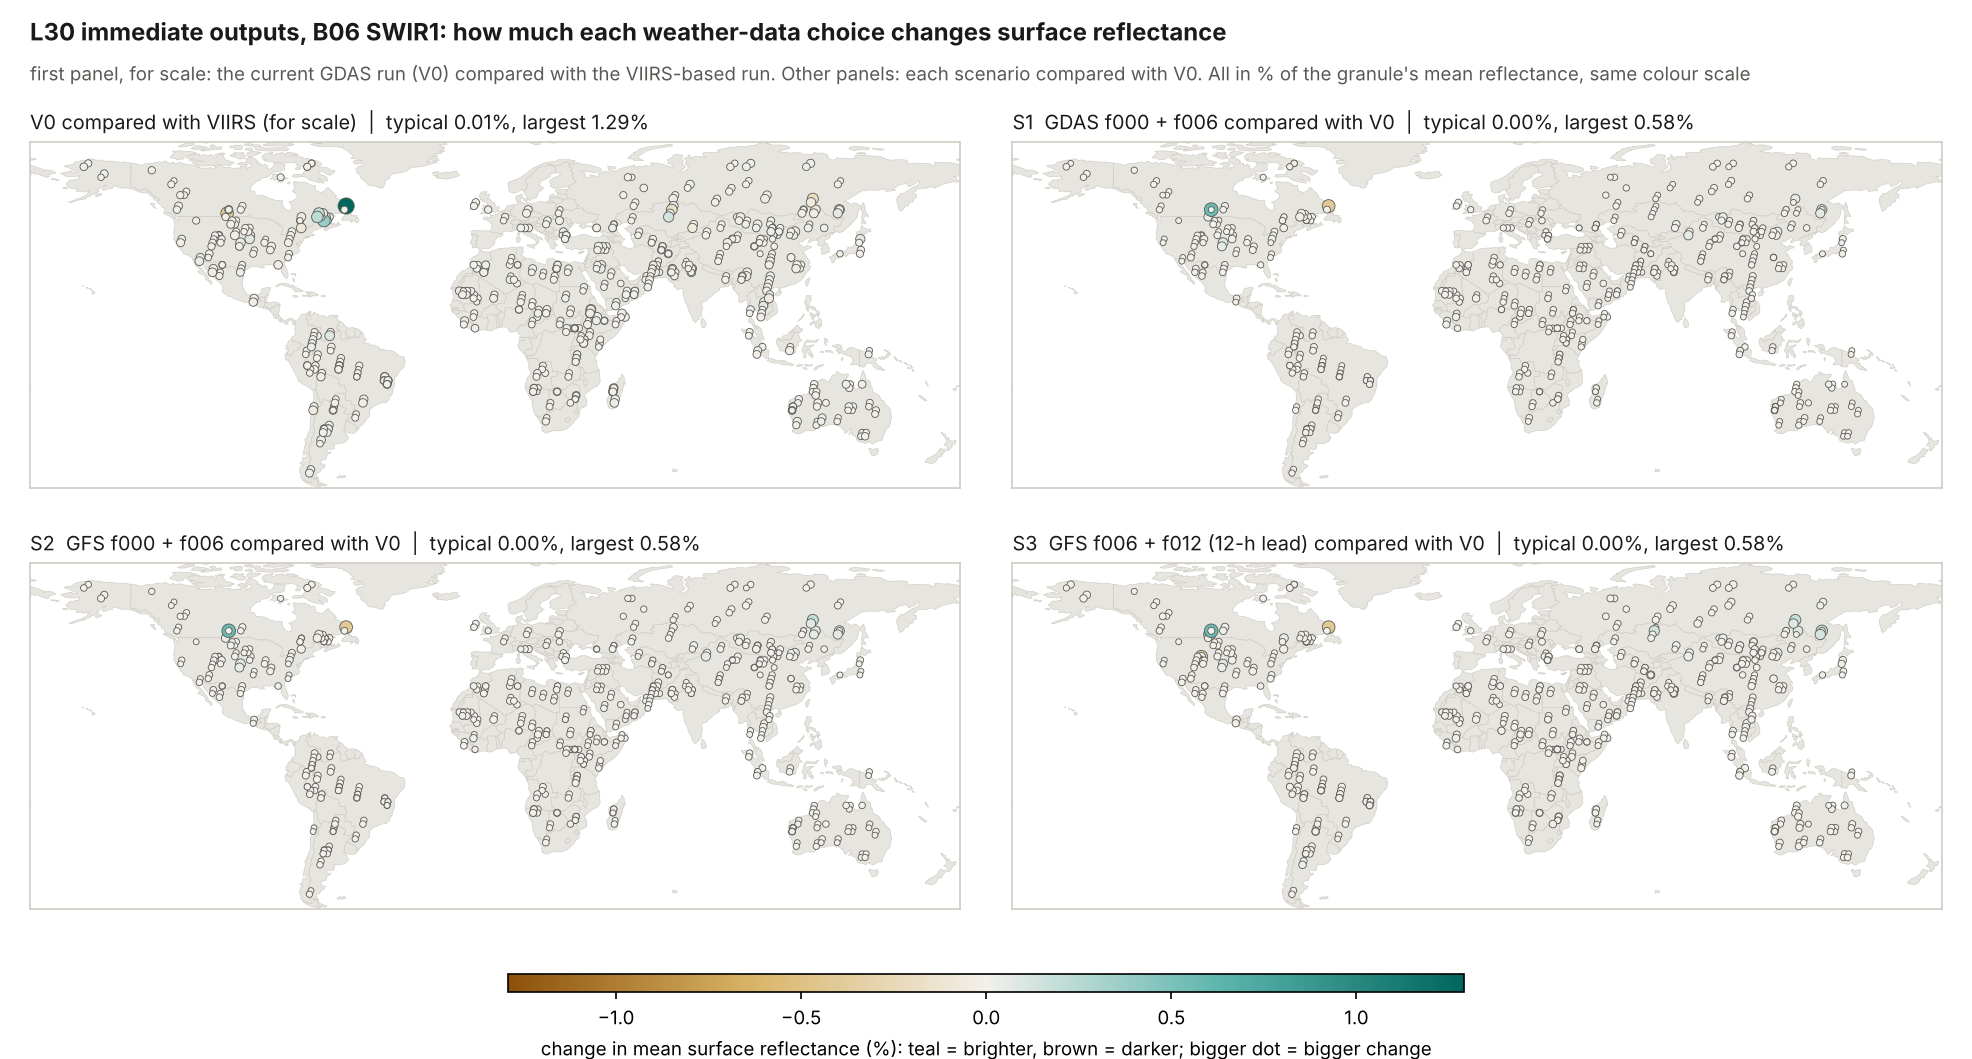 L30 immediate outputs, B06 SWIR1: how much each weather-data choice changes surface reflectance
first panel, for scale: the current GDAS run (V0) compared with the VIIRS-based run. Other panels: each scenario compared with V0. All in % of the granule's mean reflectance, same colour scale
V0 compared with VIIRS (for scale) | typical 0.01%, largest 1.29%
S1 GDAS f000 + f006 compared with V0 | typical 0.00%, largest 0.58%
S2 GFS f000 + f006 compared with V0 | typical 0.00%, largest 0.58%
S3 GFS f006 + f012 (12-h lead) compared with V0 | typical 0.00%, largest 0.58%
−1.0 −0.5 0.0 0.5 1.0
change in mean surface reflectance (%): teal = brighter, brown = darker; bigger dot = bigger change